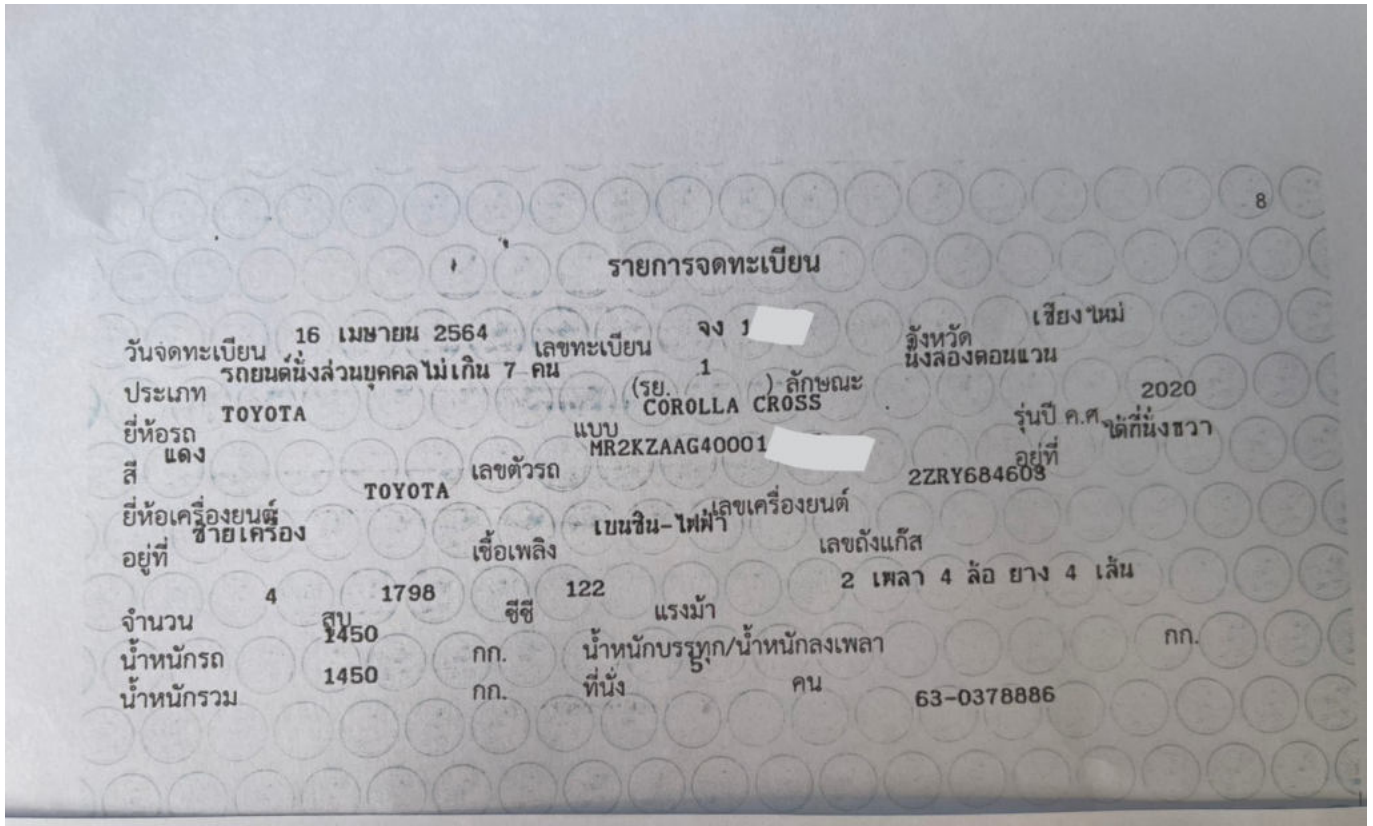 8
รายการจดทะเบียน
วันจดทะเบียน 16 เมษายน 2564 เลขทะเบียน จง 1 จังหวัด เชียงใหม่
ประเภท รถยนต์นั่งส่วนบุคคลไม่เกิน 7 คน (รย. 1 ) ลักษณะ นั่งสองตอนแวน
ยี่ห้อรถ TOYOTA แบบ COROLLA CROSS รุ่นปี ค.ศ. 2020
สี แดง เลขตัวรถ MR2KZAAG40001 อยู่ที่ ใต้ที่นั่งขวา
ยี่ห้อเครื่องยนต์ TOYOTA เลขเครื่องยนต์ 2ZRY684603
อยู่ที่ ซ้ายเครื่อง เชื้อเพลิง เบนซิน-ไฟฟ้า เลขถังแก๊ส
จำนวน 4 สูบ 1798 ซีซี 122 แรงม้า 2 เพลา 4 ล้อ ยาง 4 เส้น
น้ำหนักรถ 1450 กก. น้ำหนักบรรทุก/น้ำหนักลงเพลา กก.
น้ำหนักรวม 1450 กก. ที่นั่ง 5 คน 63-0378886